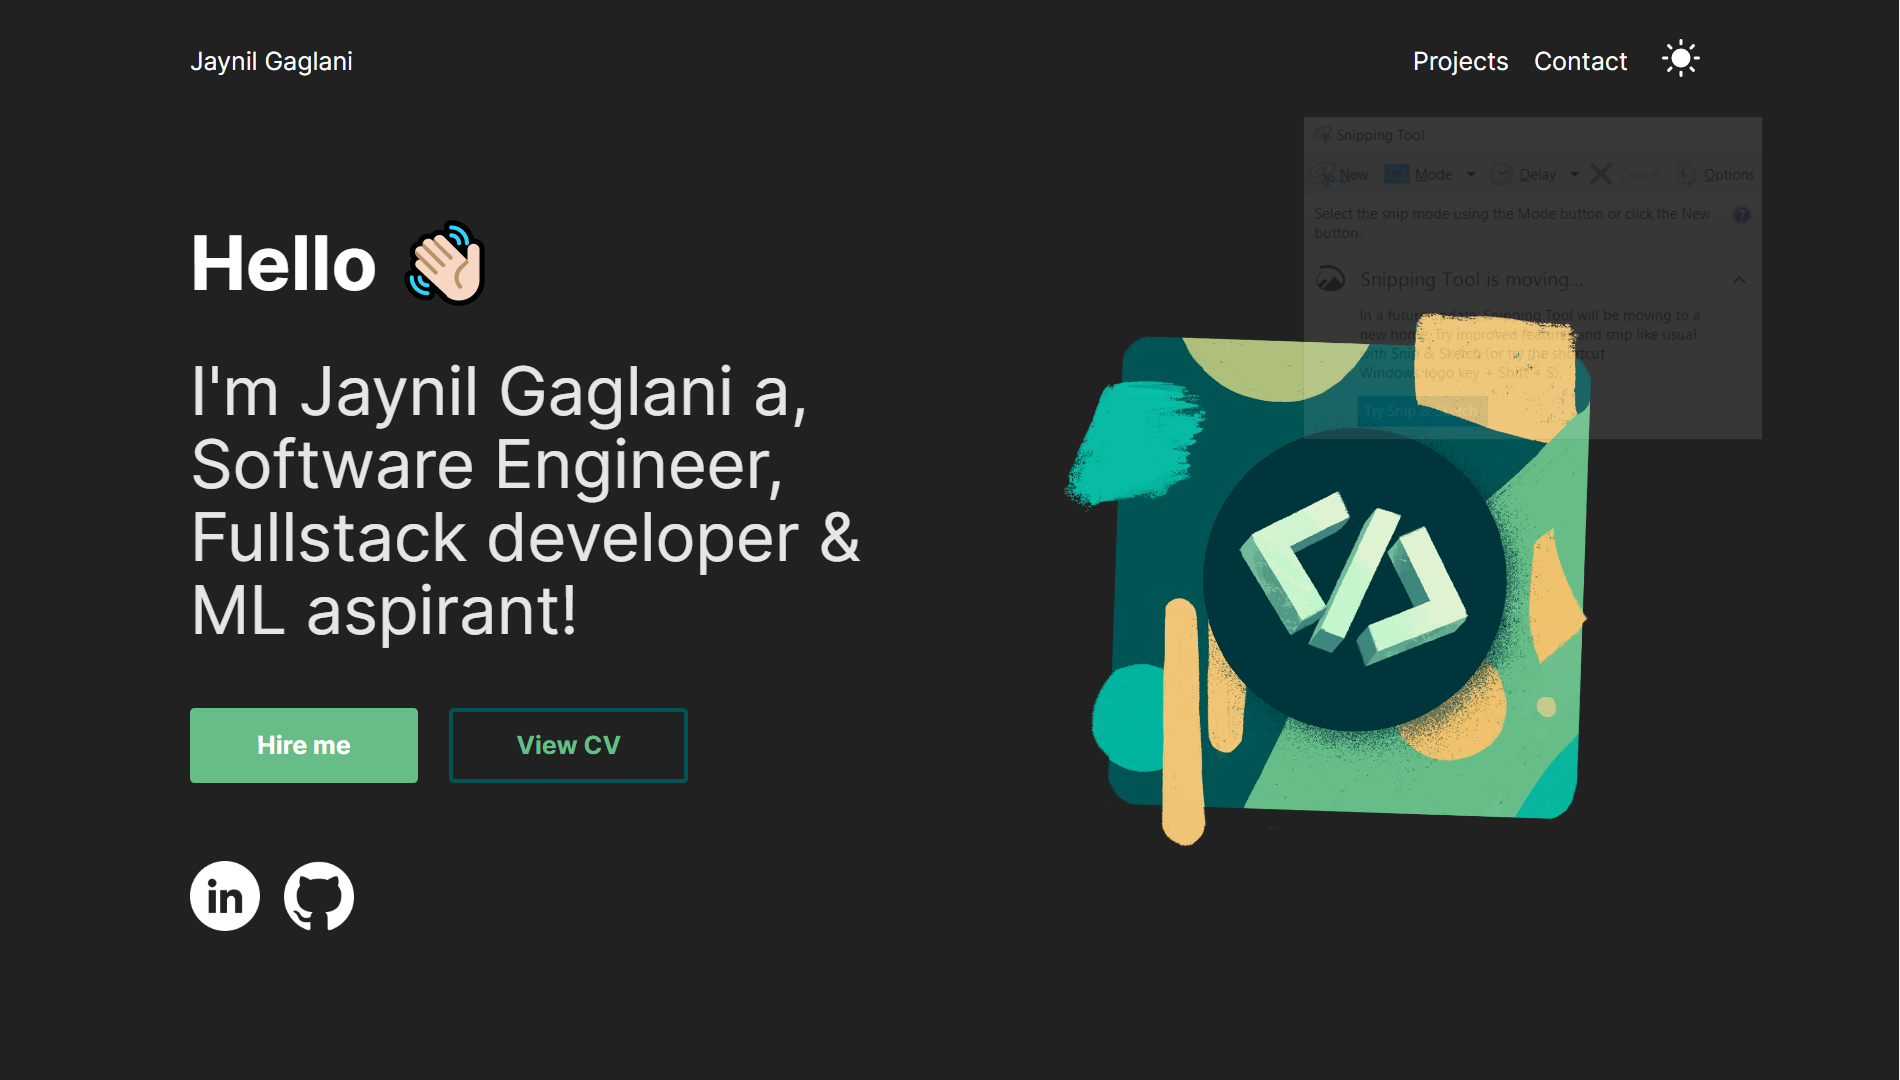 Jaynil Gaglani
Projects Contact
Snipping Tool
New Mode Delay Cancel Options
Select the snip mode using the Mode button or click the New
button.
Snipping Tool is moving...
In a future update, Snipping Tool will be moving to a
new home. Try improved features and snip like usual
with Snip & Sketch (or try the shortcut
Windows logo key + Shift + S).
Try Snip & Sketch
Hello
I'm Jaynil Gaglani a,
Software Engineer,
Fullstack developer &
ML aspirant!
Hire me View CV
in